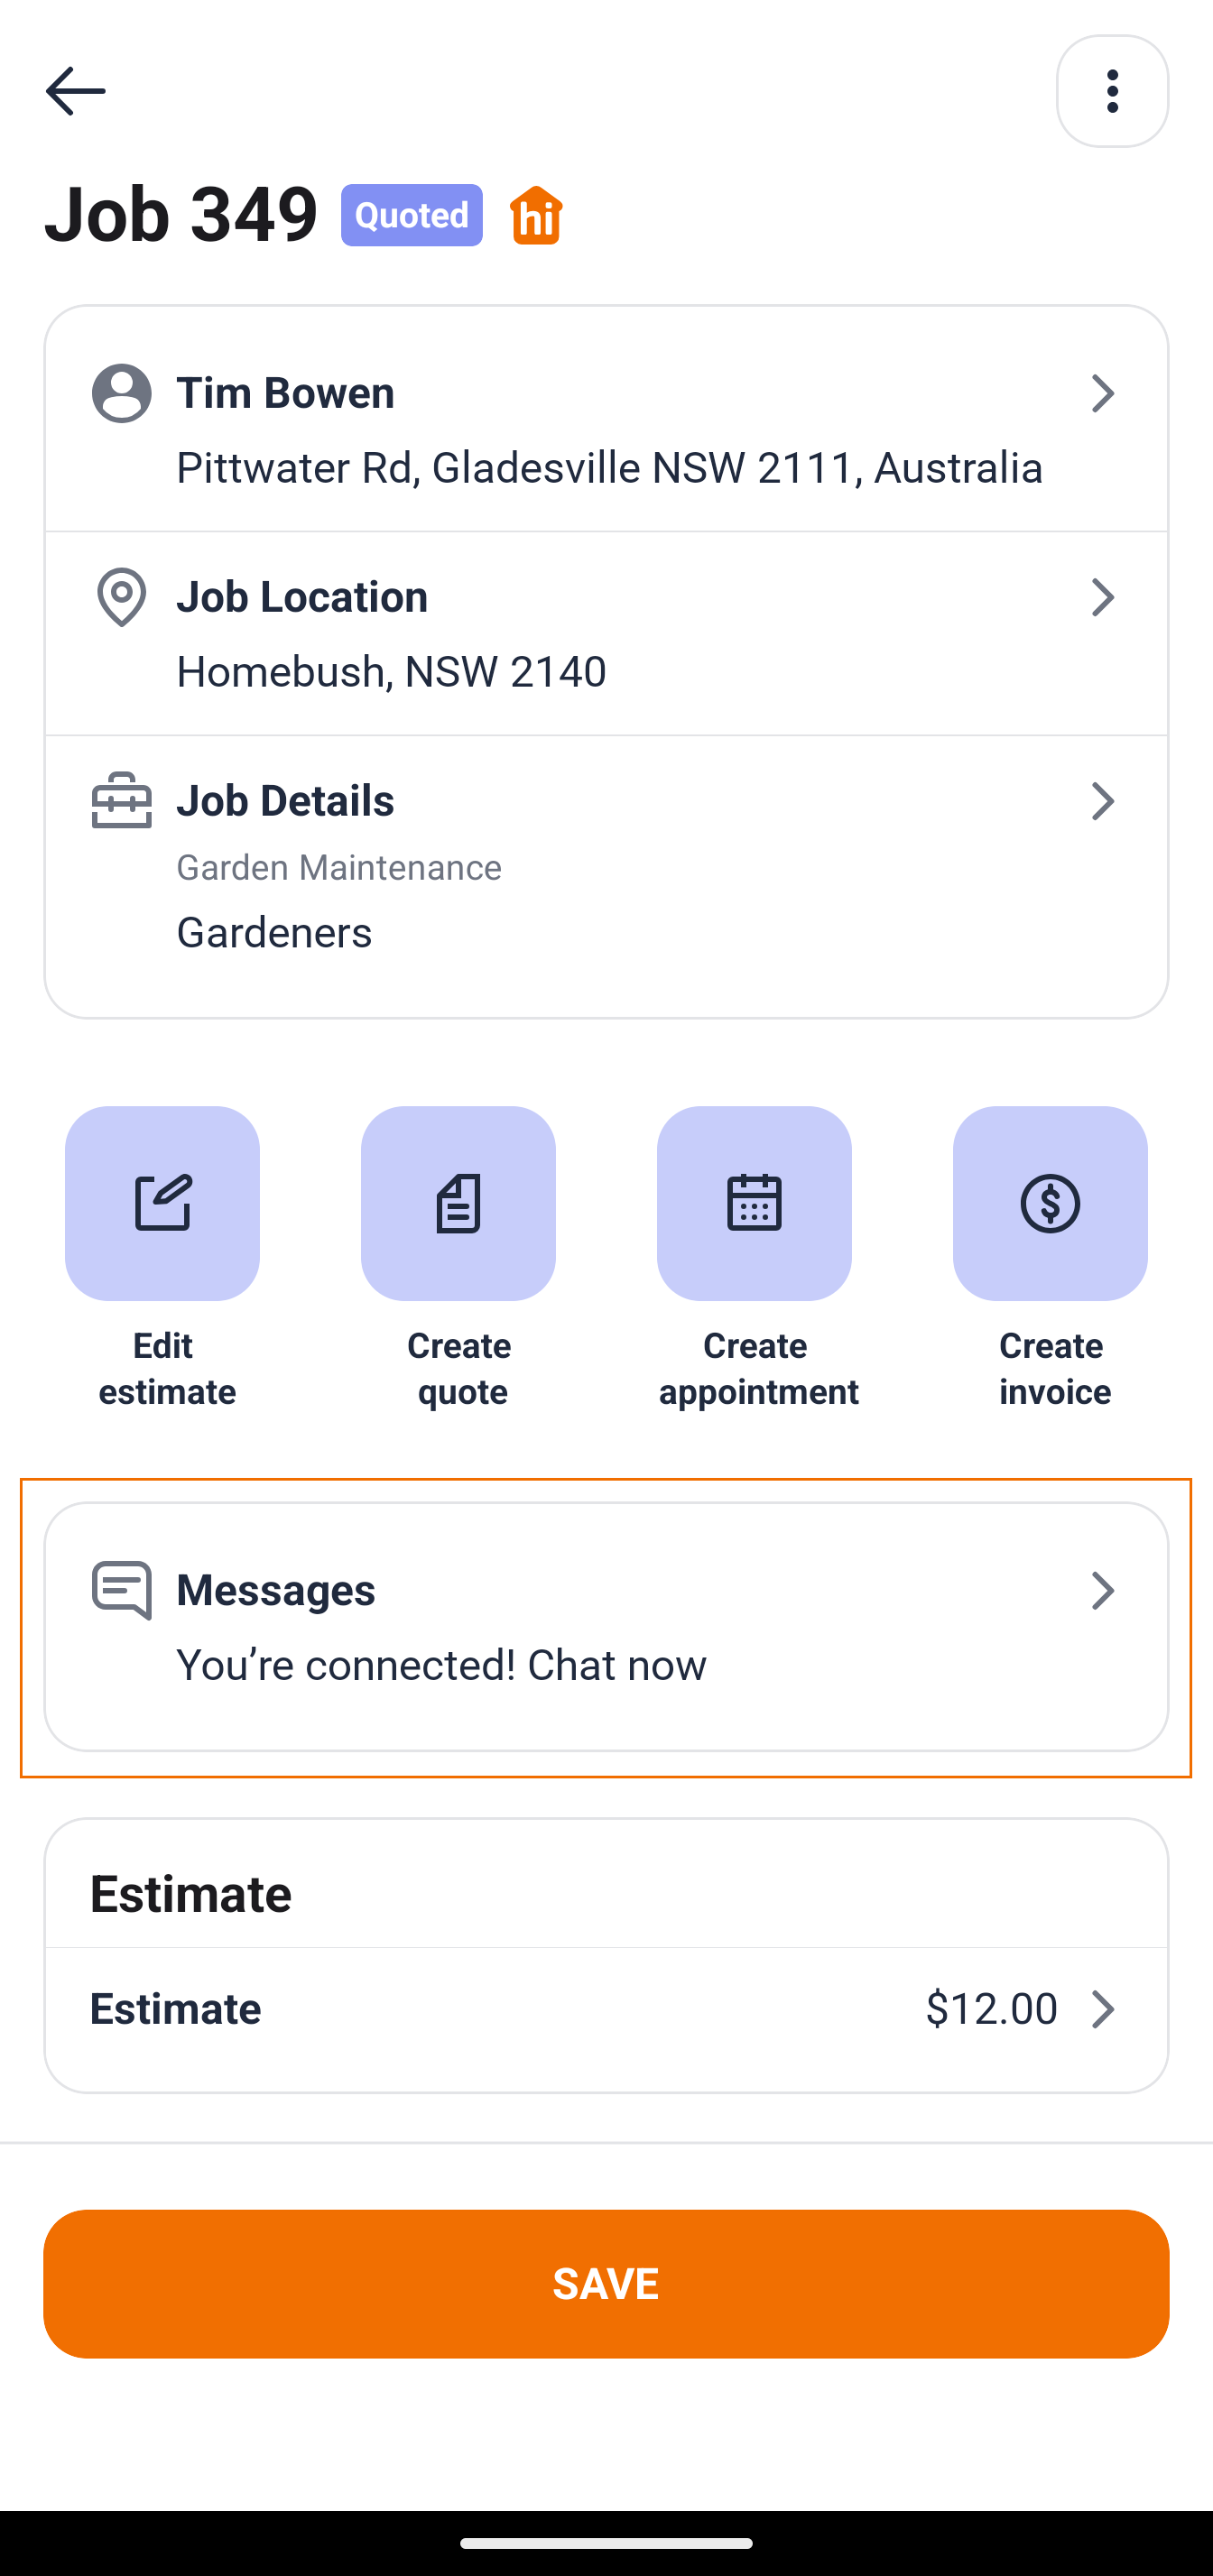 Job 349 Quoted hi
Tim Bowen
Pittwater Rd, Gladesville NSW 2111, Australia
Job Location
Homebush, NSW 2140
Job Details
Garden Maintenance
Gardeners
Edit
estimate
Create
quote
Create
appointment
Create
invoice
Messages
You’re connected! Chat now
Estimate
Estimate $12.00
SAVE